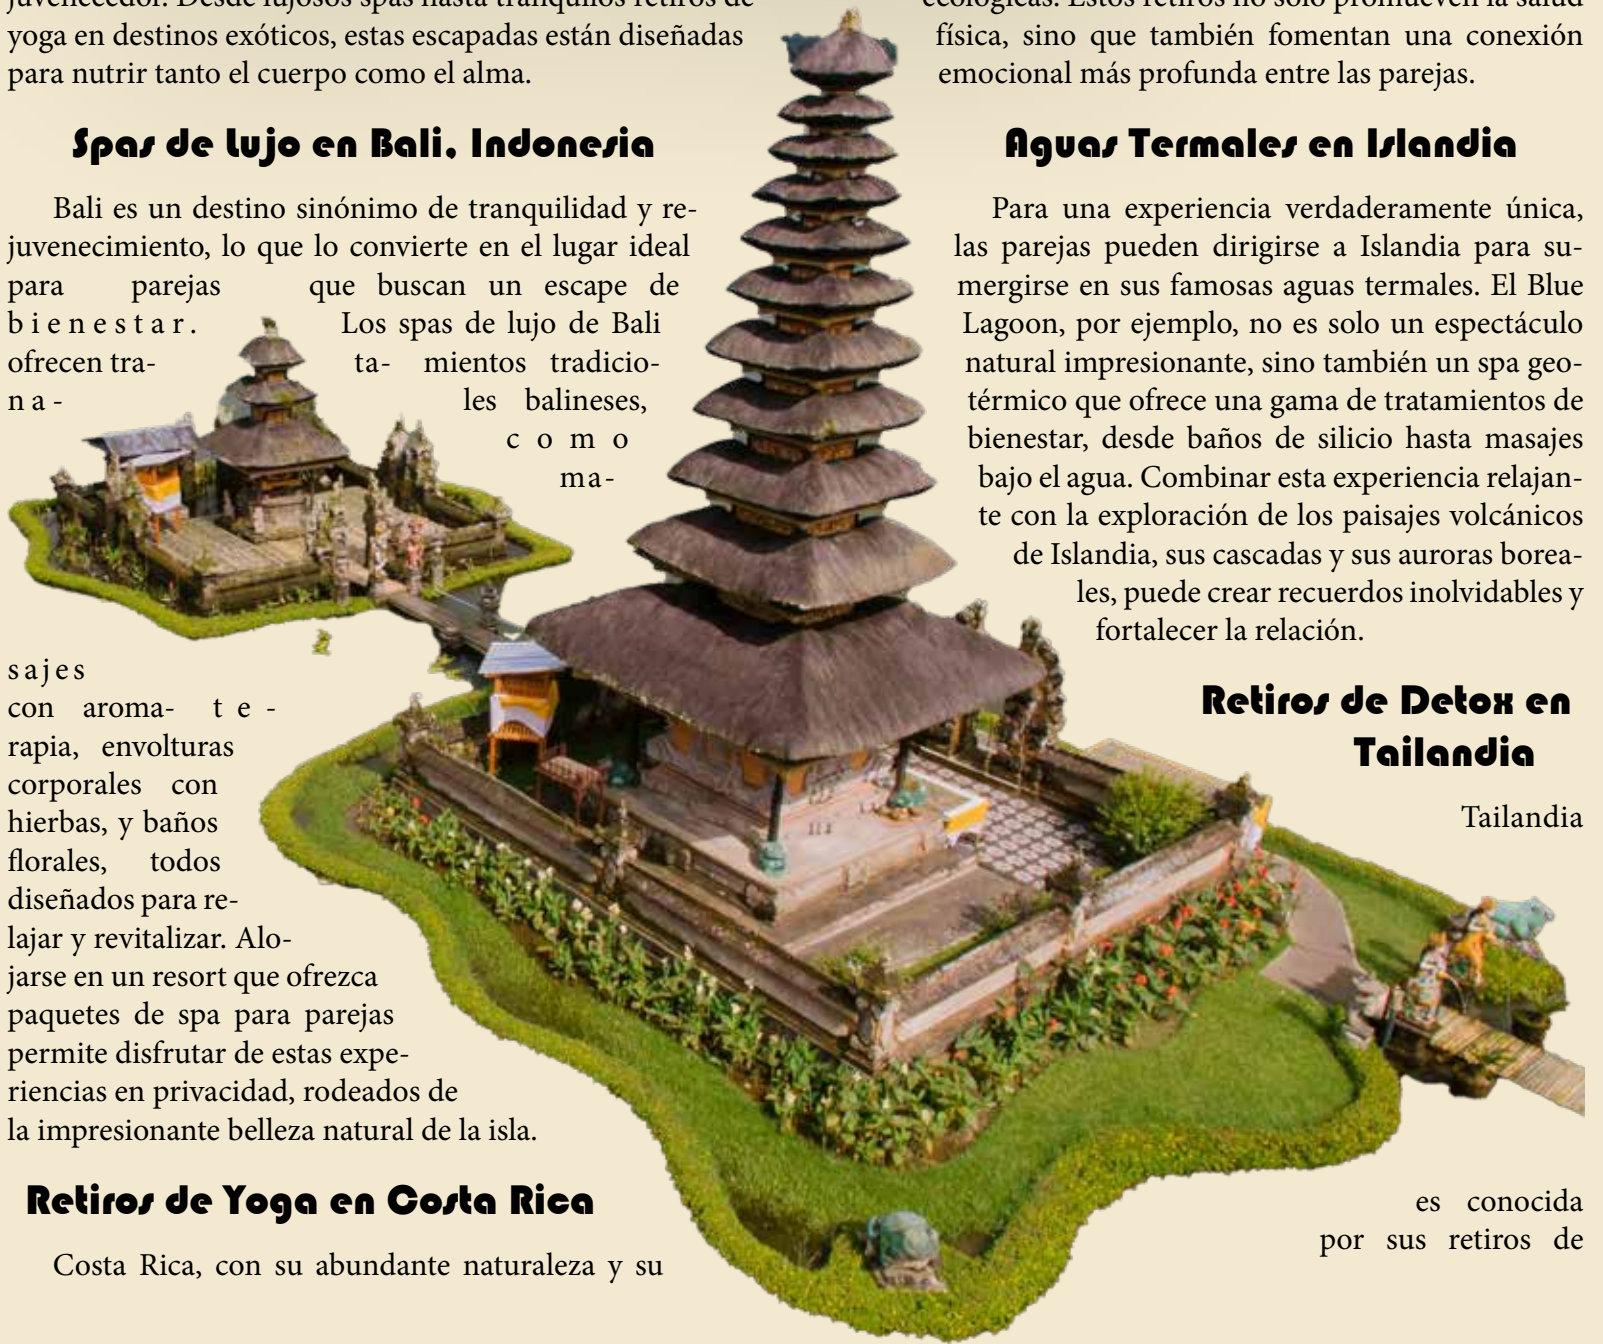 juvenecedor. Desde lujosos spas hasta tranquilos retiros de
yoga en destinos exóticos, estas escapadas están diseñadas
para nutrir tanto el cuerpo como el alma.
Spas de Lujo en Bali, Indonesia
Bali es un destino sinónimo de tranquilidad y re-
juvenecimiento, lo que lo convierte en el lugar ideal
para parejas que buscan un escape de
bienestar. Los spas de lujo de Bali
ofrecen tra- ta- mientos tradicio-
na- les balineses,
como
ma-
sajes
con aroma- te-
rapia, envolturas
corporales con
hierbas, y baños
florales, todos
diseñados para re-
lajar y revitalizar. Alo-
jarse en un resort que ofrezca
paquetes de spa para parejas
permite disfrutar de estas expe-
riencias en privacidad, rodeados de
la impresionante belleza natural de la isla.
Retiros de Yoga en Costa Rica
Costa Rica, con su abundante naturaleza y su
ecológicas. Estos retiros no solo promueven la salud
física, sino que también fomentan una conexión
emocional más profunda entre las parejas.
Aguas Termales en Islandia
Para una experiencia verdaderamente única,
las parejas pueden dirigirse a Islandia para su-
mergirse en sus famosas aguas termales. El Blue
Lagoon, por ejemplo, no es solo un espectáculo
natural impresionante, sino también un spa geo-
térmico que ofrece una gama de tratamientos de
bienestar, desde baños de silicio hasta masajes
bajo el agua. Combinar esta experiencia relajan-
te con la exploración de los paisajes volcánicos
de Islandia, sus cascadas y sus auroras borea-
les, puede crear recuerdos inolvidables y
fortalecer la relación.
Retiros de Detox en
Tailandia
Tailandia
es conocida
por sus retiros de